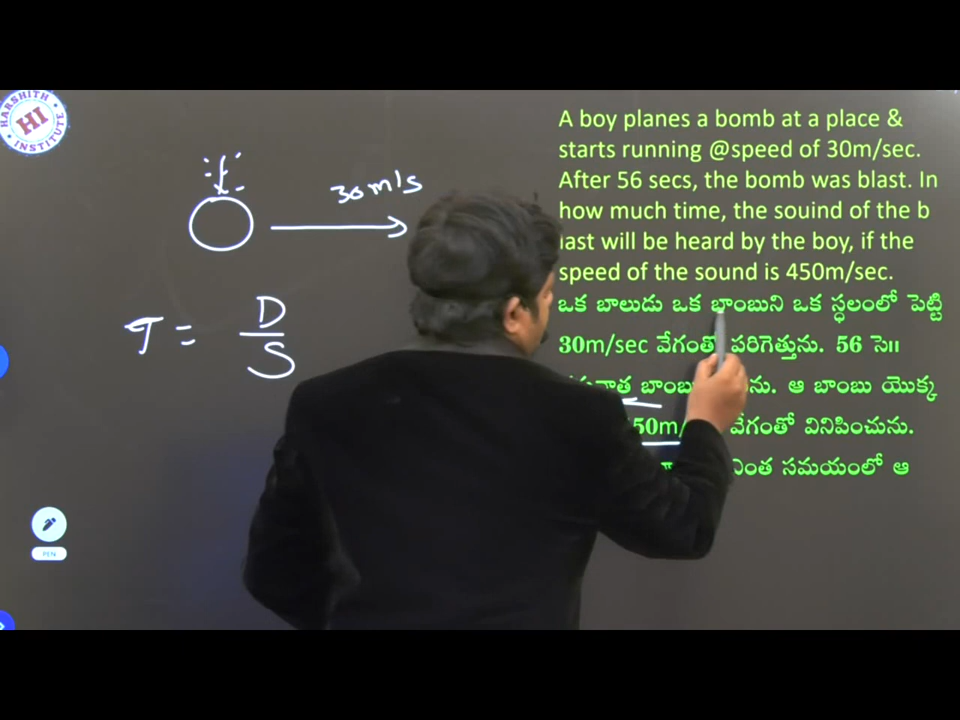 HARSHITH
HI
INSTITUTE
A boy planes a bomb at a place &
starts running @speed of 30m/sec.
After 56 secs, the bomb was blast. In
how much time, the souind of the b
last will be heard by the boy, if the
speed of the sound is 450m/sec.
ఒక బాలుడు ఒక బాంబుని ఒక స్థలంలో పెట్టి
30m/sec వేగంతో పరిగెత్తును. 56 సె॥
ఆ బాంబు యొక్క
వేగంతో వినిపించును.
సమయంలో ఆ
30m/s
T = D
S
PEN